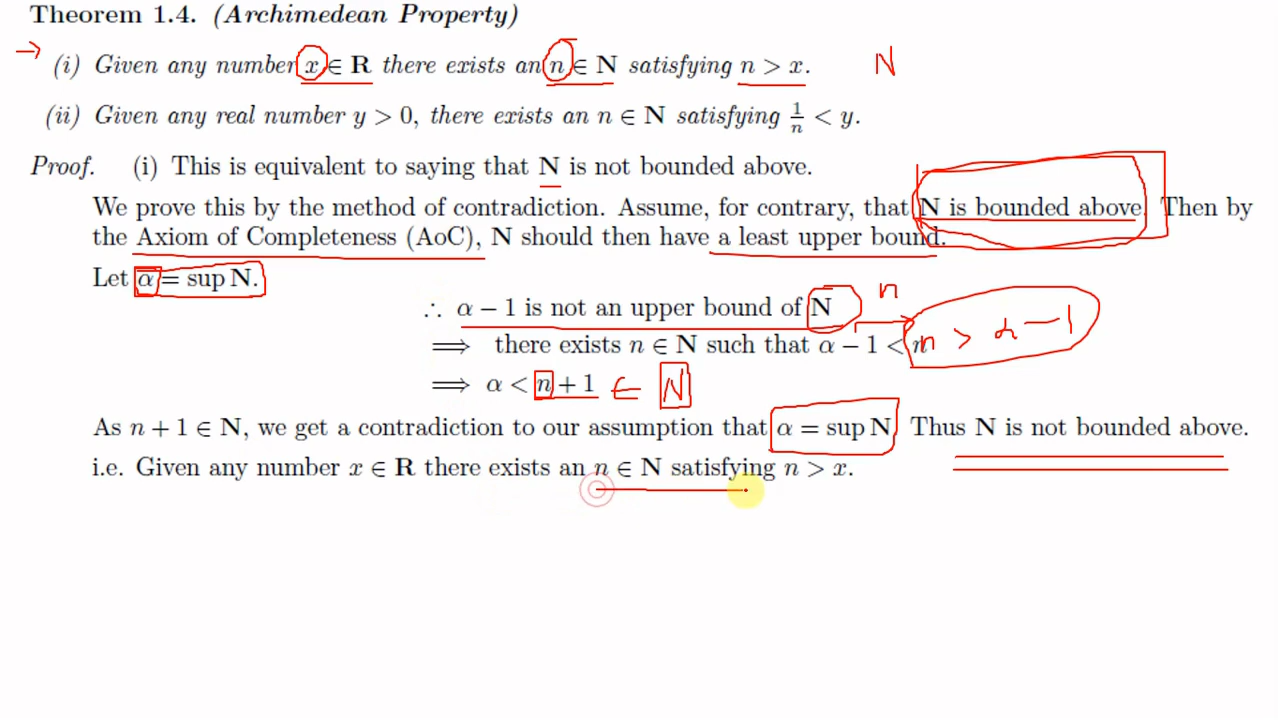 Theorem 1.4. (Archimedean Property)
(i) Given any number x ∈ R there exists an n ∈ N satisfying n > x. N
(ii) Given any real number y > 0, there exists an n ∈ N satisfying 1/n < y.
Proof. (i) This is equivalent to saying that N is not bounded above.
We prove this by the method of contradiction. Assume, for contrary, that N is bounded above. Then by
the Axiom of Completeness (AoC), N should then have a least upper bound.
Let α = sup N.
∴ α − 1 is not an upper bound of N n
⟹ there exists n ∈ N such that α − 1 < n n > α − 1
⟹ α < n + 1 ∈ N
As n + 1 ∈ N, we get a contradiction to our assumption that α = sup N. Thus N is not bounded above.
i.e. Given any number x ∈ R there exists an n ∈ N satisfying n > x.